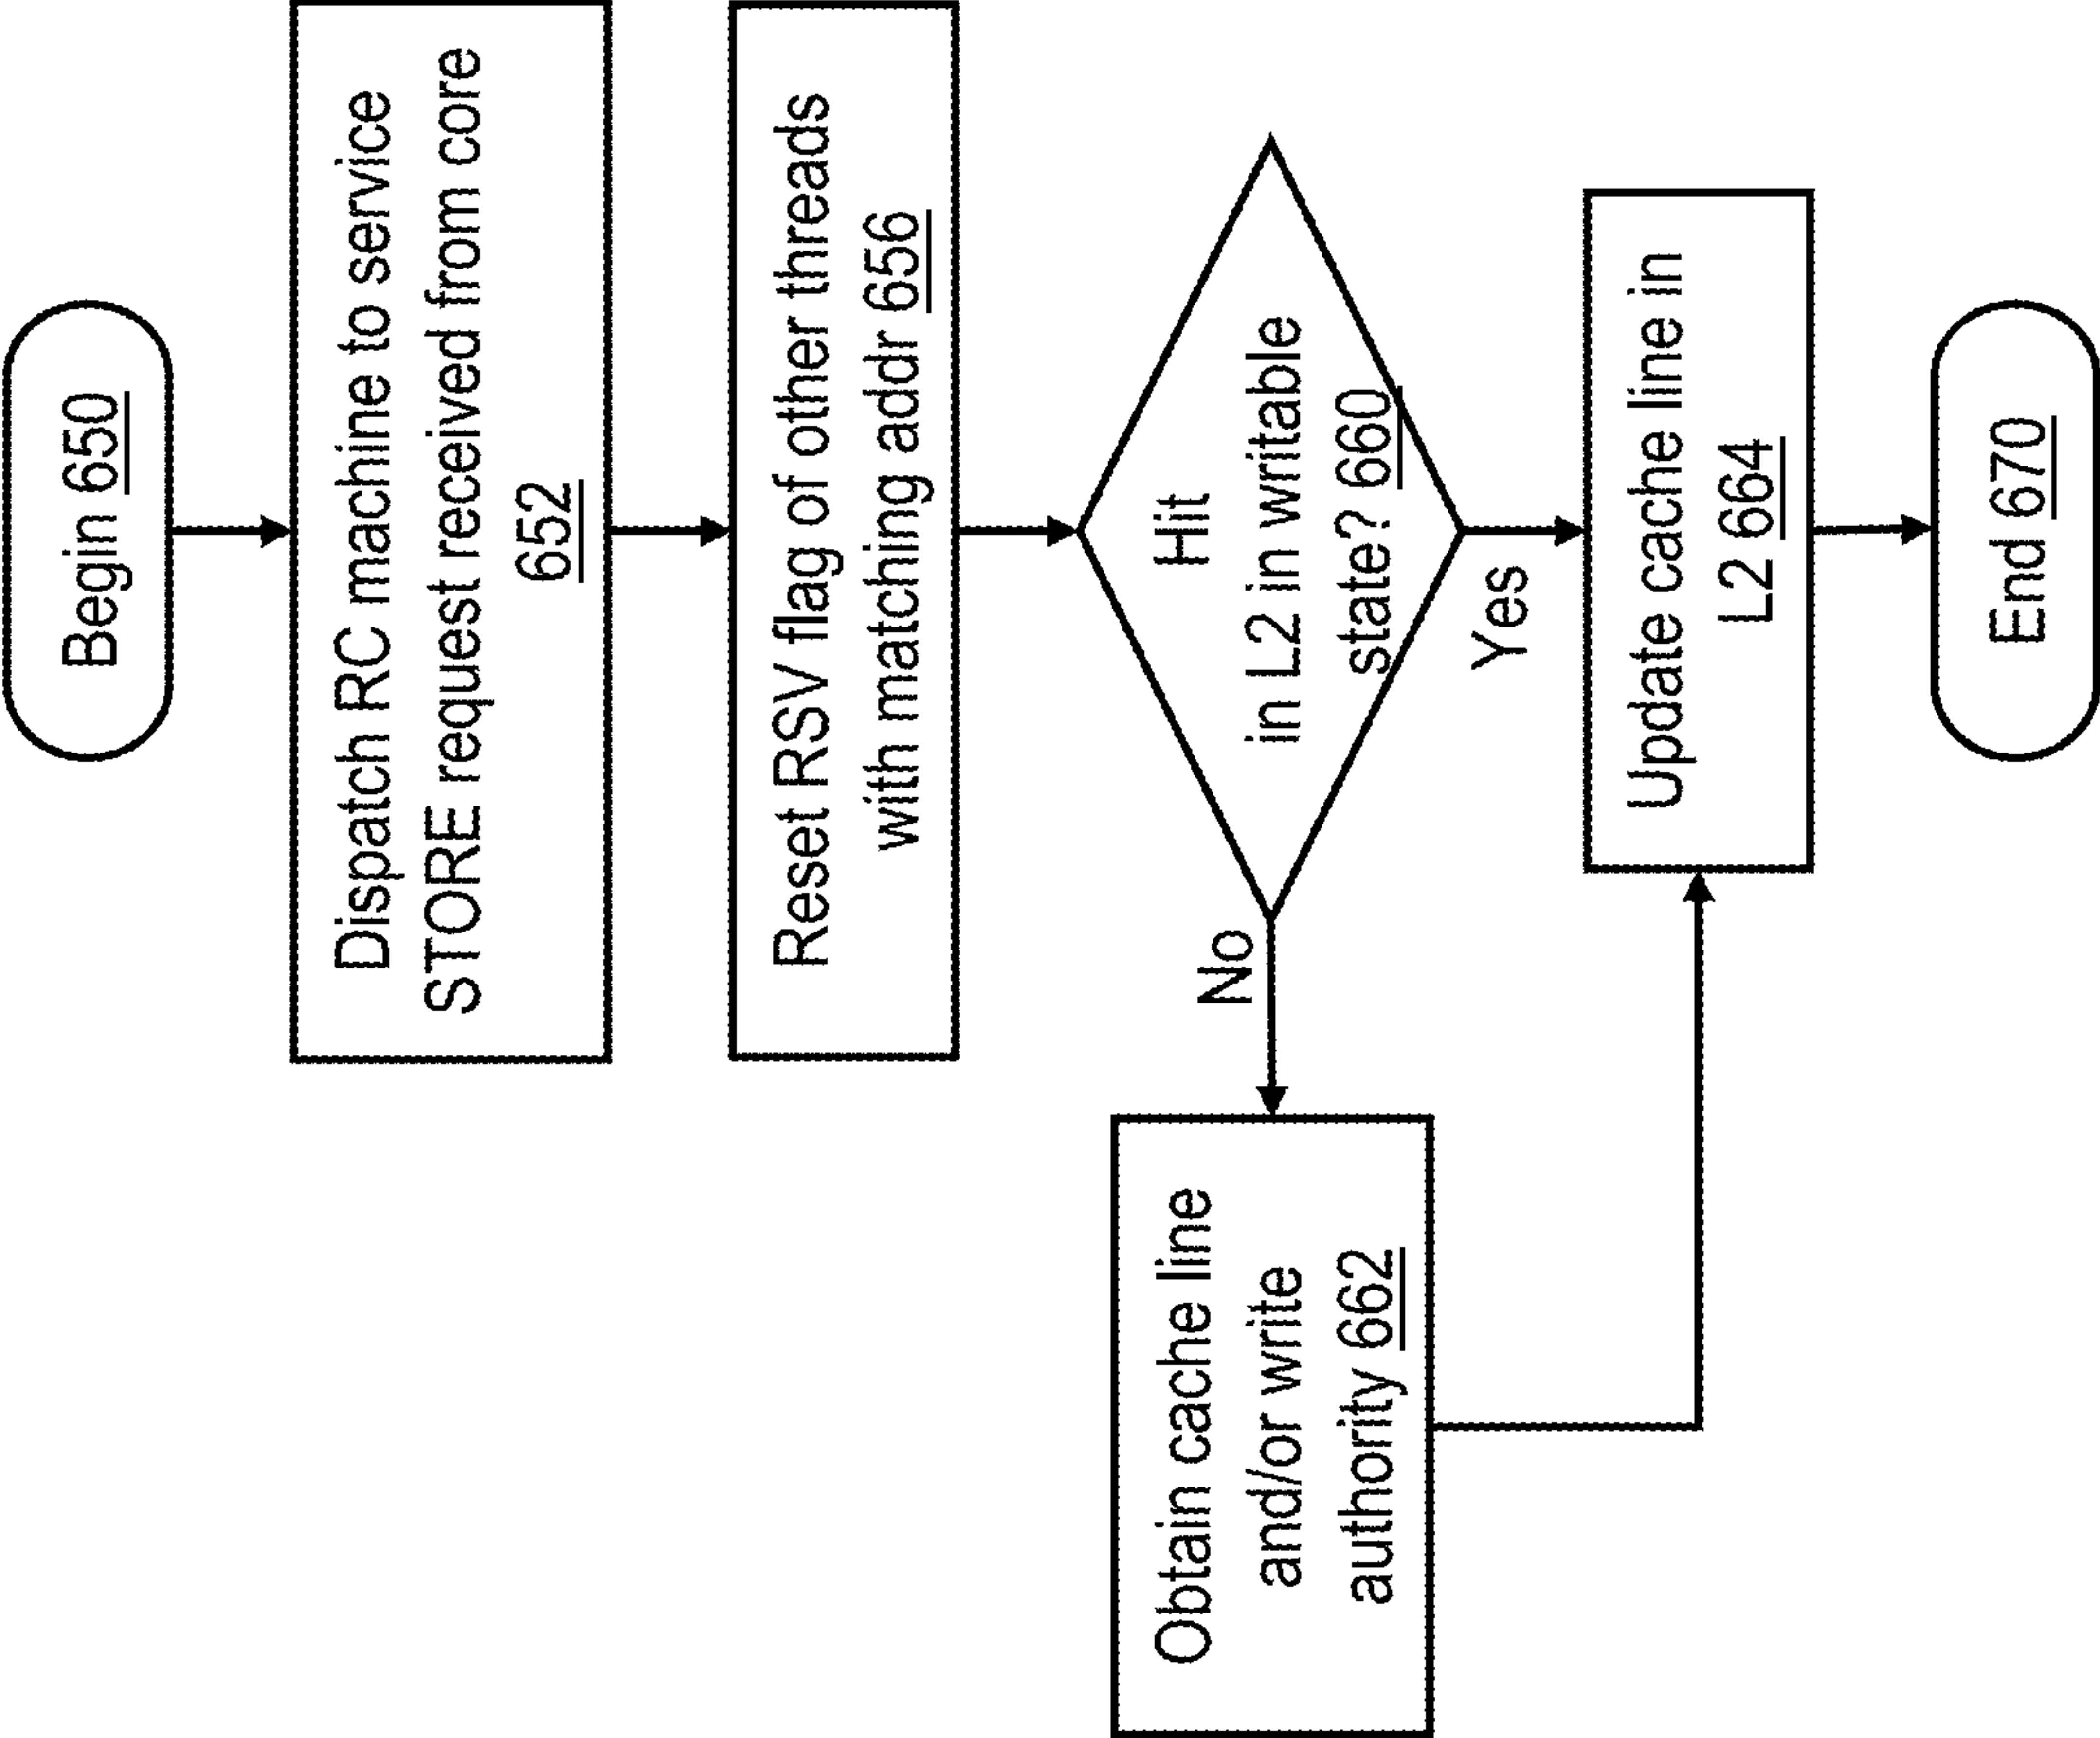 Begin 650
Dispatch RC machine to service
STORE request received from core
652
Reset RSV flag of other threads
with matching addr 656
Hit
in L2 in writable
state? 660
No
Yes
Obtain cache line
and/or write
authority 662
Update cache line in
L2 664
End 670